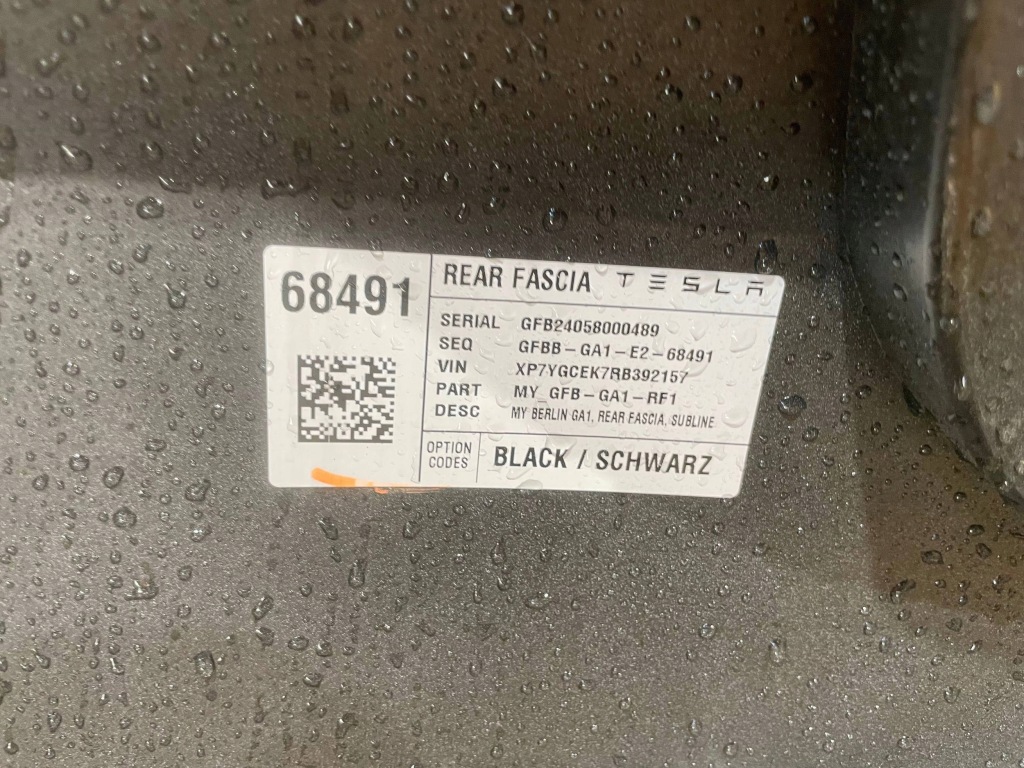 68491
REAR FASCIA TESLA
SERIAL GFB24058000489
SEQ GFBB-GA1-E2-68491
VIN XP7YGCEK7RB392157
PART MY_GFB-GA1-RF1
DESC MY BERLIN GA1, REAR FASCIA, SUBLINE
OPTION CODES BLACK / SCHWARZ